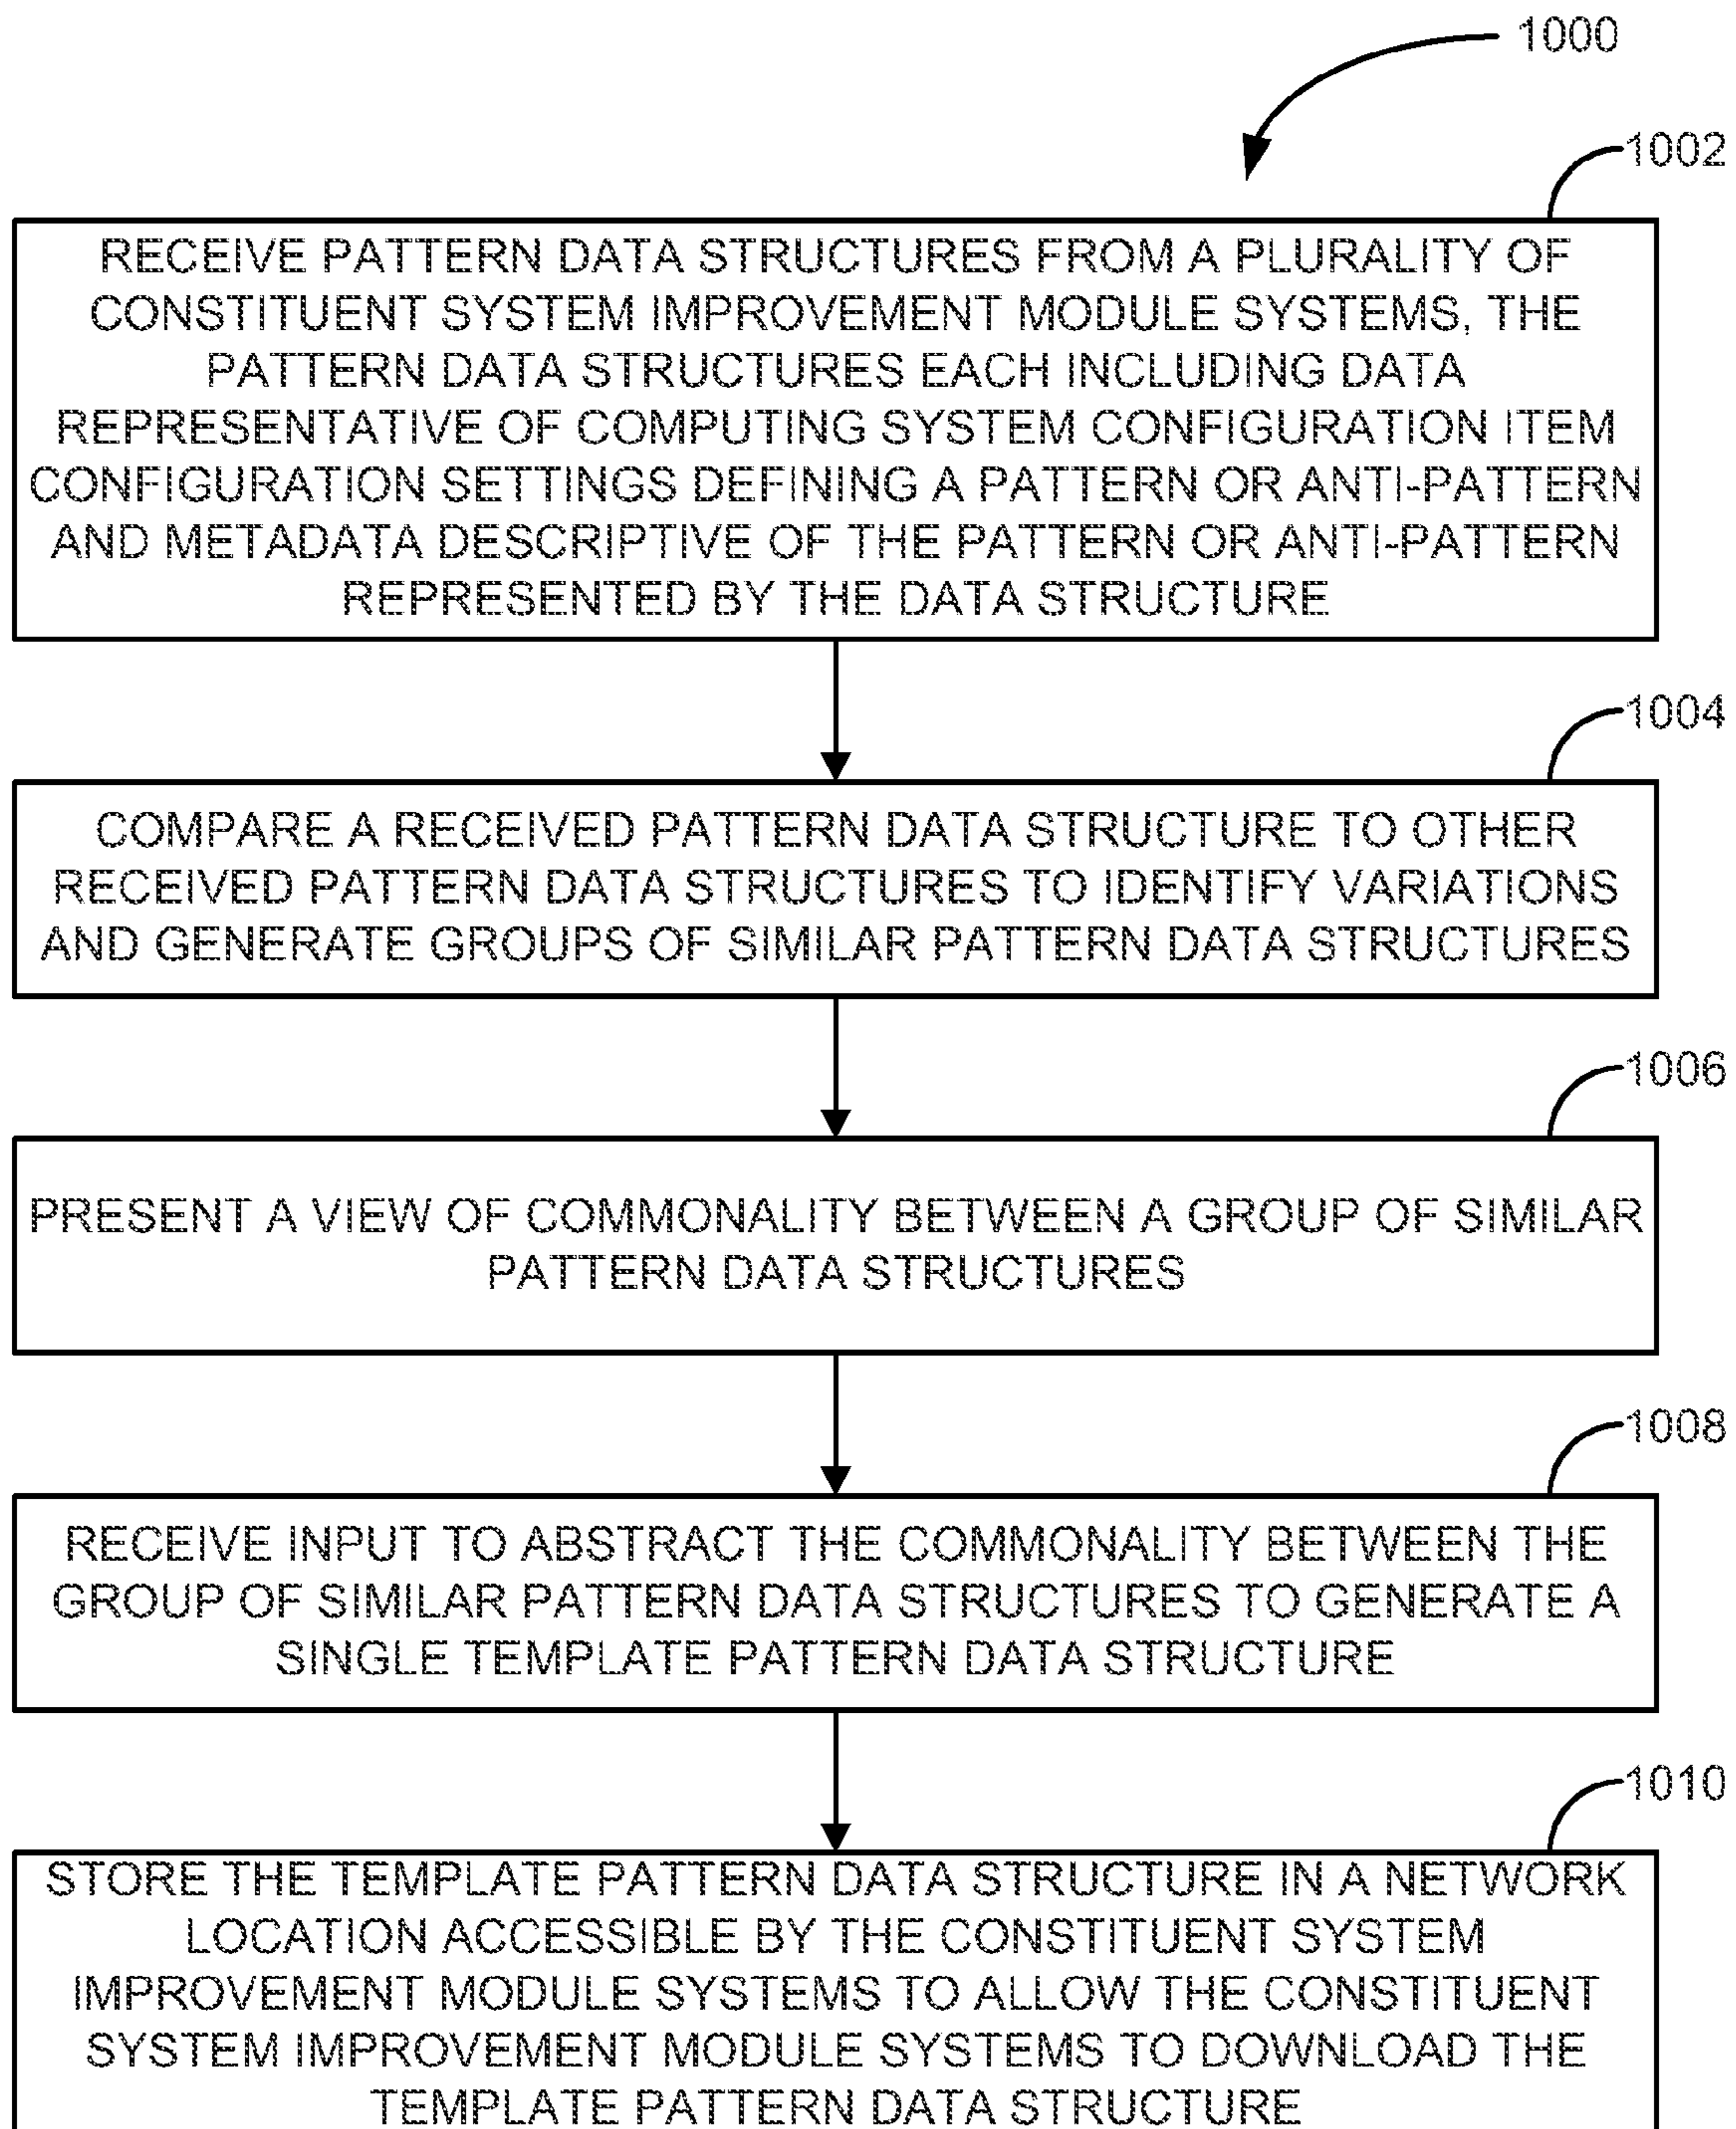 1000
1002
RECEIVE PATTERN DATA STRUCTURES FROM A PLURALITY OF
CONSTITUENT SYSTEM IMPROVEMENT MODULE SYSTEMS, THE
PATTERN DATA STRUCTURES EACH INCLUDING DATA
REPRESENTATIVE OF COMPUTING SYSTEM CONFIGURATION ITEM
CONFIGURATION SETTINGS DEFINING A PATTERN OR ANTI-PATTERN
AND METADATA DESCRIPTIVE OF THE PATTERN OR ANTI-PATTERN
REPRESENTED BY THE DATA STRUCTURE
1004
COMPARE A RECEIVED PATTERN DATA STRUCTURE TO OTHER
RECEIVED PATTERN DATA STRUCTURES TO IDENTIFY VARIATIONS
AND GENERATE GROUPS OF SIMILAR PATTERN DATA STRUCTURES
1006
PRESENT A VIEW OF COMMONALITY BETWEEN A GROUP OF SIMILAR
PATTERN DATA STRUCTURES
1008
RECEIVE INPUT TO ABSTRACT THE COMMONALITY BETWEEN THE
GROUP OF SIMILAR PATTERN DATA STRUCTURES TO GENERATE A
SINGLE TEMPLATE PATTERN DATA STRUCTURE
1010
STORE THE TEMPLATE PATTERN DATA STRUCTURE IN A NETWORK
LOCATION ACCESSIBLE BY THE CONSTITUENT SYSTEM
IMPROVEMENT MODULE SYSTEMS TO ALLOW THE CONSTITUENT
SYSTEM IMPROVEMENT MODULE SYSTEMS TO DOWNLOAD THE
TEMPLATE PATTERN DATA STRUCTURE